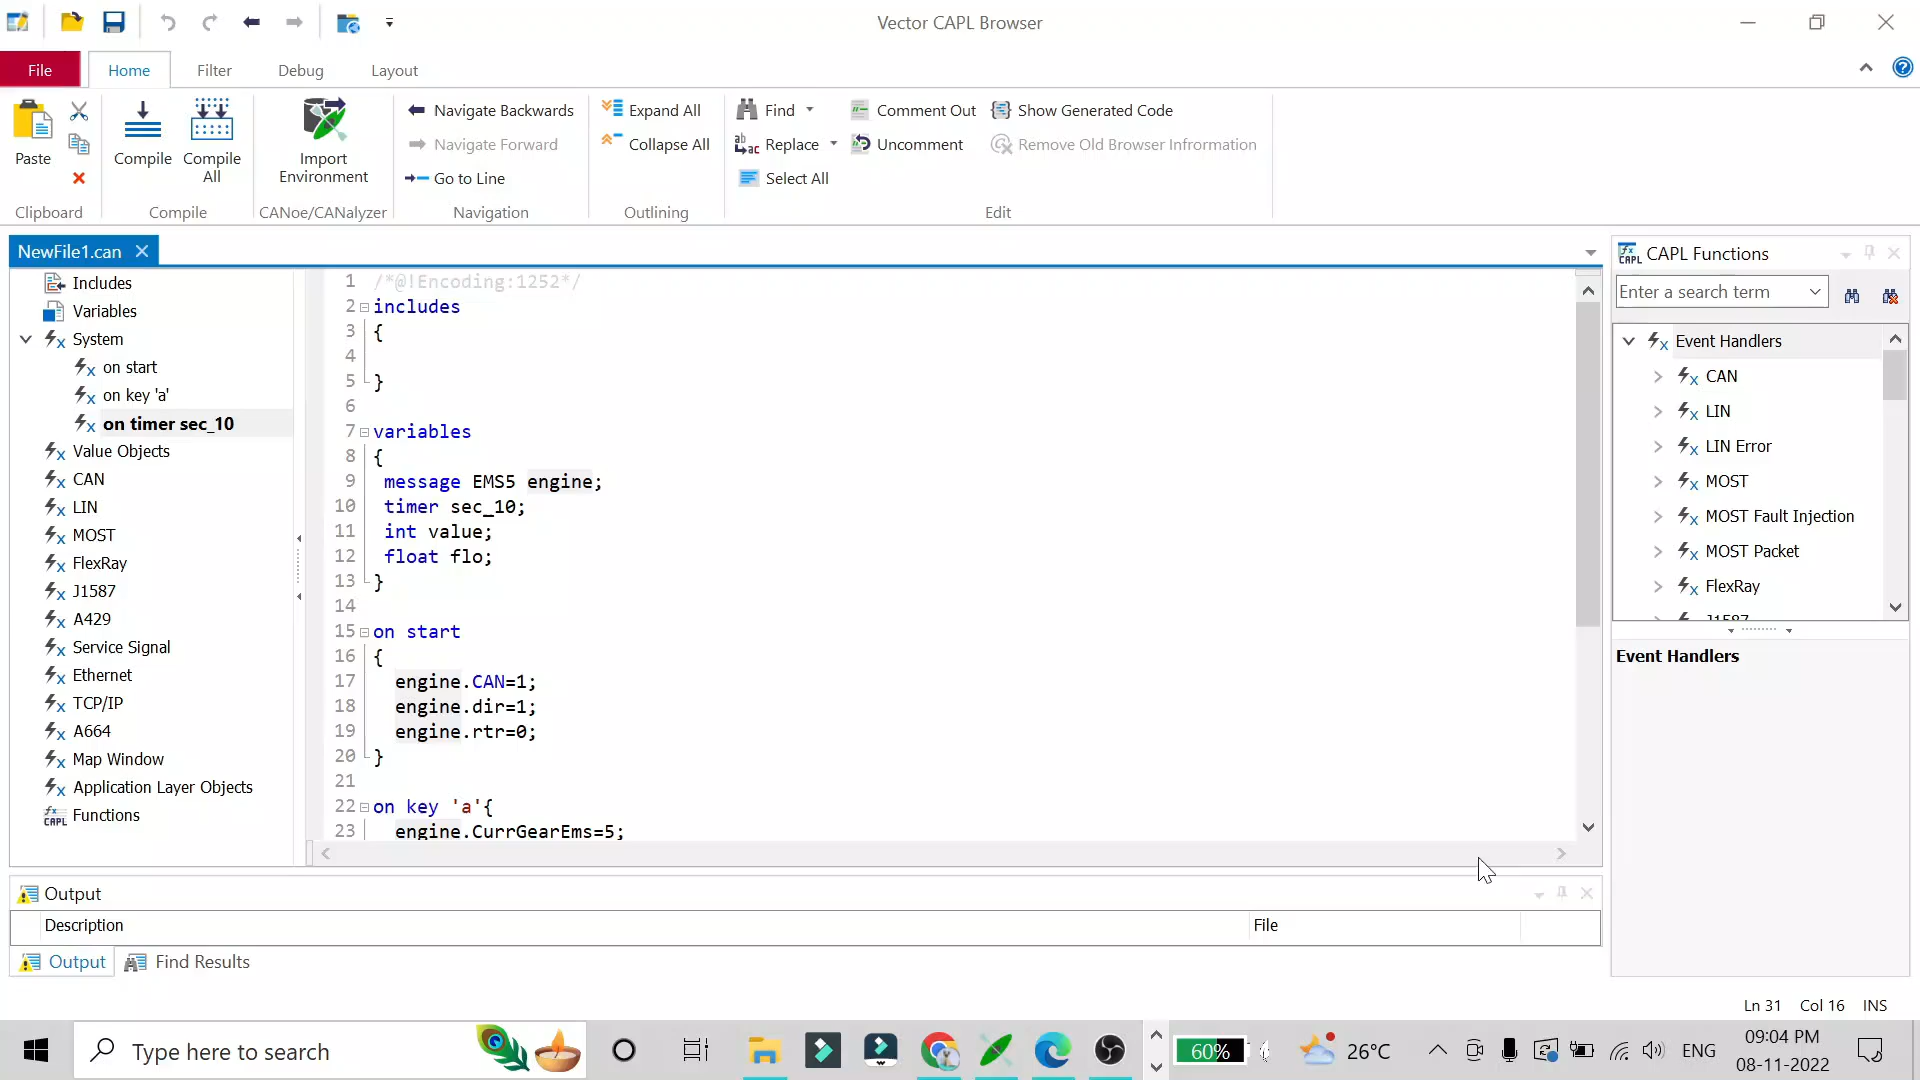 Vector CAPL Browser
File
Home
Filter
Debug
Layout
Paste
Clipboard
Compile
Compile All
Compile
Import Environment
CANoe/CANalyzer
Navigate Backwards
Navigate Forward
Go to Line
Navigation
Expand All
Collapse All
Outlining
Find
Replace
Select All
Comment Out
Uncomment
Show Generated Code
Remove Old Browser Infromation
Edit
NewFile1.can
Includes
Variables
System
on start
on key 'a'
on timer sec_10
Value Objects
CAN
LIN
MOST
FlexRay
J1587
A429
Service Signal
Ethernet
TCP/IP
A664
Map Window
Application Layer Objects
Functions
1 /*@!Encoding:1252*/
2 includes
3 {
4
5 }
6
7 variables
8 {
9 message EMS5 engine;
10 timer sec_10;
11 int value;
12 float flo;
13 }
14
15 on start
16 {
17 engine.CAN=1;
18 engine.dir=1;
19 engine.rtr=0;
20 }
21
22 on key 'a'{
23 engine.CurrGearEms=5;
CAPL Functions
Enter a search term
Event Handlers
CAN
LIN
LIN Error
MOST
MOST Fault Injection
MOST Packet
FlexRay
J1587
Event Handlers
Output
Description
File
Output
Find Results
Ln 31 Col 16 INS
Type here to search
60%
26°C
ENG
09:04 PM
08-11-2022